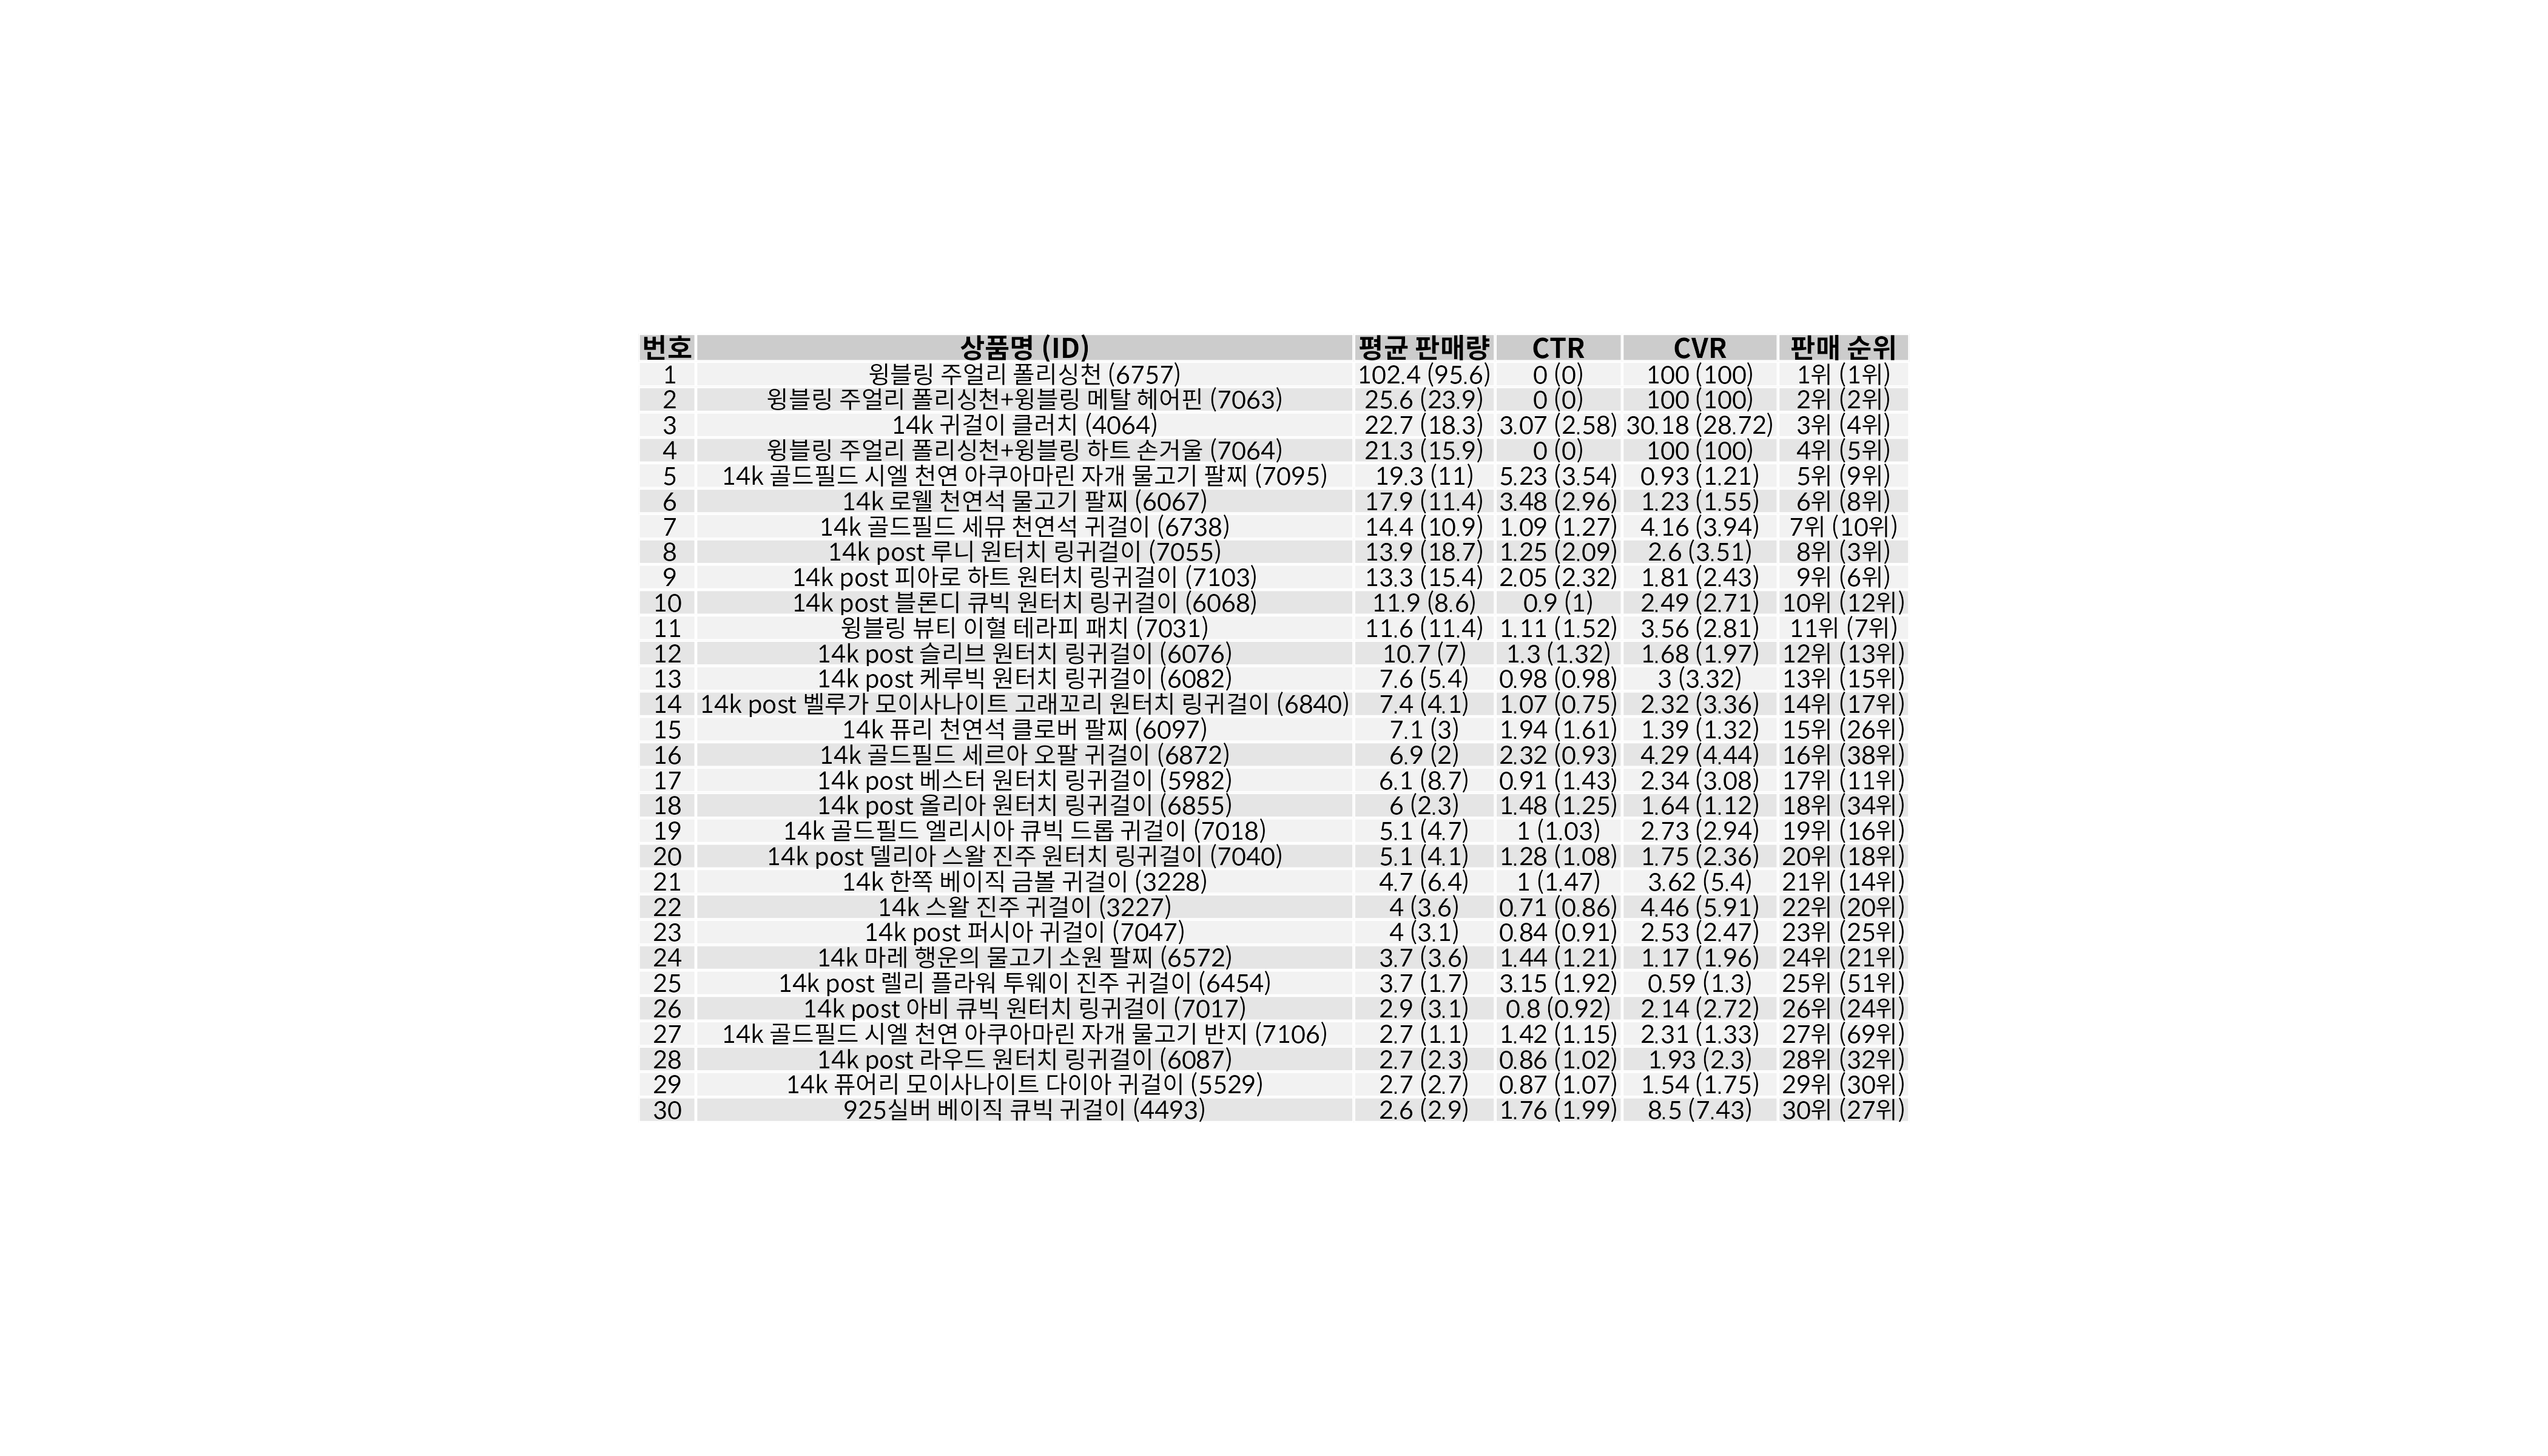 번호 상품명 (ID) 평균 판매량 CTR CVR 판매 순위
1 윙블링 주얼리 폴리싱천 (6757) 102.4 (95.6) 0 (0) 100 (100) 1위 (1위)
2 윙블링 주얼리 폴리싱천+윙블링 메탈 헤어핀 (7063) 25.6 (23.9) 0 (0) 100 (100) 2위 (2위)
3 14k 귀걸이 클러치 (4064) 22.7 (18.3) 3.07 (2.58) 30.18 (28.72) 3위 (4위)
4 윙블링 주얼리 폴리싱천+윙블링 하트 손거울 (7064) 21.3 (15.9) 0 (0) 100 (100) 4위 (5위)
5 14k 골드필드 시엘 천연 아쿠아마린 자개 물고기 팔찌 (7095) 19.3 (11) 5.23 (3.54) 0.93 (1.21) 5위 (9위)
6 14k 로웰 천연석 물고기 팔찌 (6067) 17.9 (11.4) 3.48 (2.96) 1.23 (1.55) 6위 (8위)
7 14k 골드필드 세뮤 천연석 귀걸이 (6738) 14.4 (10.9) 1.09 (1.27) 4.16 (3.94) 7위 (10위)
8 14k post 루니 원터치 링귀걸이 (7055) 13.9 (18.7) 1.25 (2.09) 2.6 (3.51) 8위 (3위)
9 14k post 피아로 하트 원터치 링귀걸이 (7103) 13.3 (15.4) 2.05 (2.32) 1.81 (2.43) 9위 (6위)
10 14k post 블론디 큐빅 원터치 링귀걸이 (6068) 11.9 (8.6) 0.9 (1) 2.49 (2.71) 10위 (12위)
11 윙블링 뷰티 이혈 테라피 패치 (7031) 11.6 (11.4) 1.11 (1.52) 3.56 (2.81) 11위 (7위)
12 14k post 슬리브 원터치 링귀걸이 (6076) 10.7 (7) 1.3 (1.32) 1.68 (1.97) 12위 (13위)
13 14k post 케루빅 원터치 링귀걸이 (6082) 7.6 (5.4) 0.98 (0.98) 3 (3.32) 13위 (15위)
14 14k post 벨루가 모이사나이트 고래꼬리 원터치 링귀걸이 (6840) 7.4 (4.1) 1.07 (0.75) 2.32 (3.36) 14위 (17위)
15 14k 퓨리 천연석 클로버 팔찌 (6097) 7.1 (3) 1.94 (1.61) 1.39 (1.32) 15위 (26위)
16 14k 골드필드 세르아 오팔 귀걸이 (6872) 6.9 (2) 2.32 (0.93) 4.29 (4.44) 16위 (38위)
17 14k post 베스터 원터치 링귀걸이 (5982) 6.1 (8.7) 0.91 (1.43) 2.34 (3.08) 17위 (11위)
18 14k post 올리아 원터치 링귀걸이 (6855) 6 (2.3) 1.48 (1.25) 1.64 (1.12) 18위 (34위)
19 14k 골드필드 엘리시아 큐빅 드롭 귀걸이 (7018) 5.1 (4.7) 1 (1.03) 2.73 (2.94) 19위 (16위)
20 14k post 델리아 스왈 진주 원터치 링귀걸이 (7040) 5.1 (4.1) 1.28 (1.08) 1.75 (2.36) 20위 (18위)
21 14k 한쪽 베이직 금볼 귀걸이 (3228) 4.7 (6.4) 1 (1.47) 3.62 (5.4) 21위 (14위)
22 14k 스왈 진주 귀걸이 (3227) 4 (3.6) 0.71 (0.86) 4.46 (5.91) 22위 (20위)
23 14k post 퍼시아 귀걸이 (7047) 4 (3.1) 0.84 (0.91) 2.53 (2.47) 23위 (25위)
24 14k 마레 행운의 물고기 소원 팔찌 (6572) 3.7 (3.6) 1.44 (1.21) 1.17 (1.96) 24위 (21위)
25 14k post 렐리 플라워 투웨이 진주 귀걸이 (6454) 3.7 (1.7) 3.15 (1.92) 0.59 (1.3) 25위 (51위)
26 14k post 아비 큐빅 원터치 링귀걸이 (7017) 2.9 (3.1) 0.8 (0.92) 2.14 (2.72) 26위 (24위)
27 14k 골드필드 시엘 천연 아쿠아마린 자개 물고기 반지 (7106) 2.7 (1.1) 1.42 (1.15) 2.31 (1.33) 27위 (69위)
28 14k post 라우드 원터치 링귀걸이 (6087) 2.7 (2.3) 0.86 (1.02) 1.93 (2.3) 28위 (32위)
29 14k 퓨어리 모이사나이트 다이아 귀걸이 (5529) 2.7 (2.7) 0.87 (1.07) 1.54 (1.75) 29위 (30위)
30 925실버 베이직 큐빅 귀걸이 (4493) 2.6 (2.9) 1.76 (1.99) 8.5 (7.43) 30위 (27위)